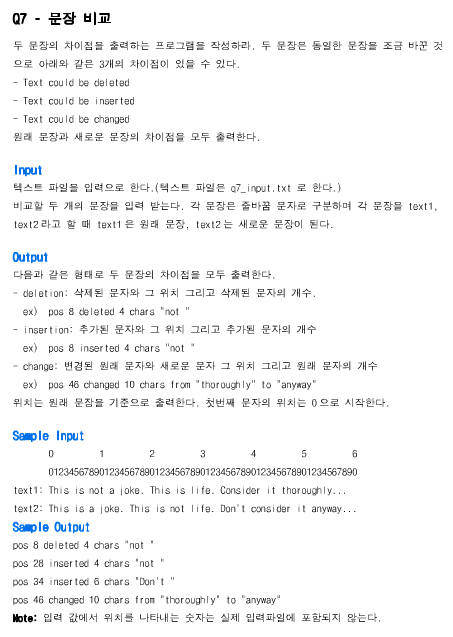 Q7 - 문장 비교
두 문장의 차이점을 출력하는 프로그램을 작성하라. 두 문장은 동일한 문장을 조금 바꾼 것
으로 아래와 같은 3개의 차이점이 있을 수 있다.
- Text could be deleted
- Text could be inserted
- Text could be changed
원래 문장과 새로운 문장의 차이점을 모두 출력한다.
Input
텍스트 파일을 입력으로 한다.(텍스트 파일은 q7_input.txt 로 한다.)
비교할 두 개의 문장을 입력 받는다. 각 문장은 줄바꿈 문자로 구분하며 각 문장을 text1,
text2라고 할 때 text1은 원래 문장, text2는 새로운 문장이 된다.
Output
다음과 같은 형태로 두 문장의 차이점을 모두 출력한다.
- deletion: 삭제된 문자와 그 위치 그리고 삭제된 문자의 개수.
ex) pos 8 deleted 4 chars "not "
- insertion: 추가된 문자와 그 위치 그리고 추가된 문자의 개수
ex) pos 8 inserted 4 chars "not "
- change: 변경된 원래 문자와 새로운 문자 그 위치 그리고 원래 문자의 개수
ex) pos 46 changed 10 chars from "thoroughly" to "anyway"
위치는 원래 문장을 기준으로 출력한다. 첫번째 문자의 위치는 0으로 시작한다.
Sample Input
0 1 2 3 4 5 6
0123456789012345678901234567890123456789012345678901234567890
text1: This is not a joke. This is life. Consider it thoroughly...
text2: This is a joke. This is not life. Don't consider it anyway...
Sample Output
pos 8 deleted 4 chars "not "
pos 28 inserted 4 chars "not "
pos 34 inserted 6 chars "Don't "
pos 46 changed 10 chars from "thoroughly" to "anyway"
Note: 입력 값에서 위치를 나타내는 숫자는 실제 입력파일에 포함되지 않는다.